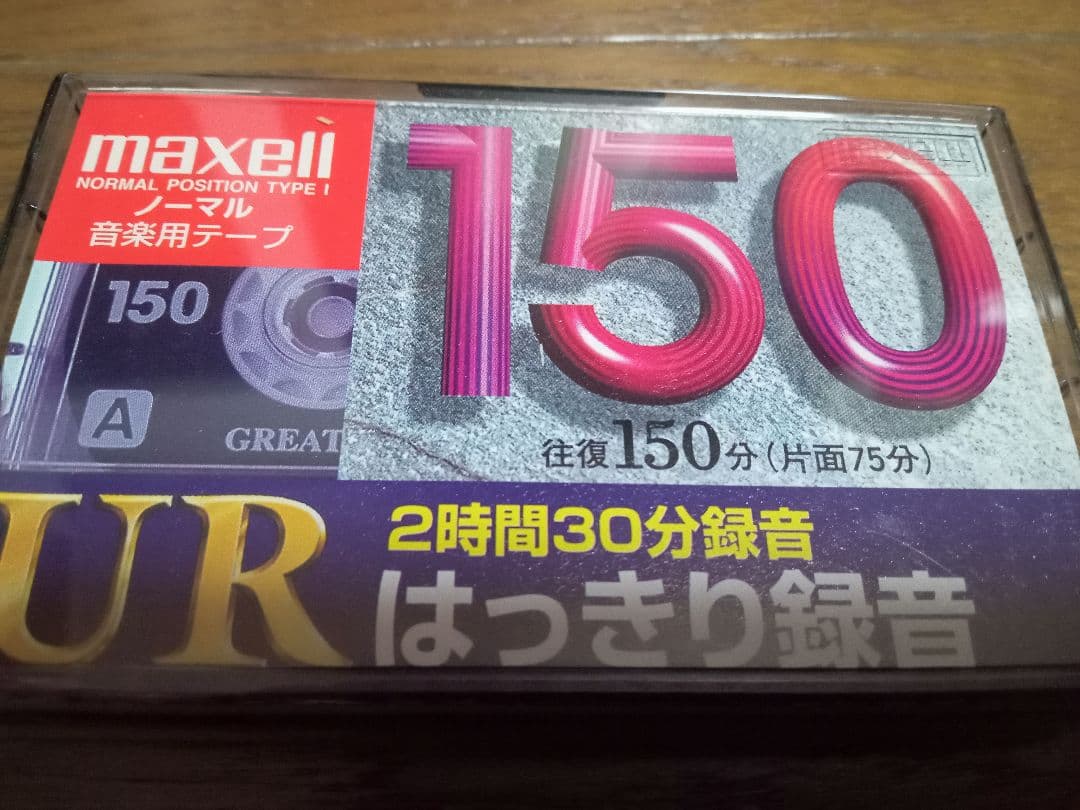 maxell
NORMAL POSITION TYPE I
ノーマル
音楽用テープ
150
150
A
GREAT
往復150分(片面75分)
UR
2時間30分録音
はっきり録音